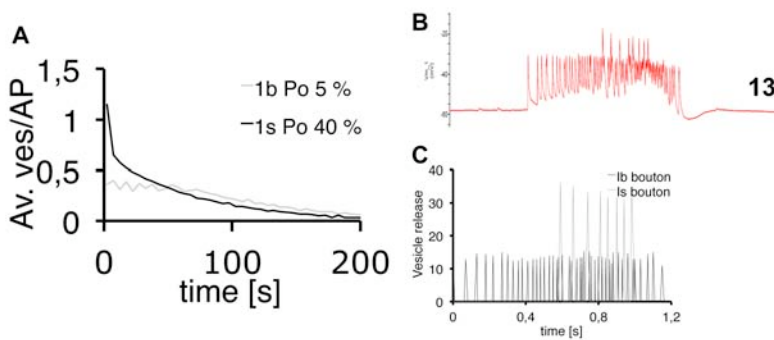 A
1,5
1
0,5
0
Av. ves/AP
1b Po 5 %
1s Po 40 %
0
100
200
time [s]
B
13
C
40
30
20
10
0
Vesicle release
Ib bouton
Is bouton
0
0,4
0,8
1,2
time [s]